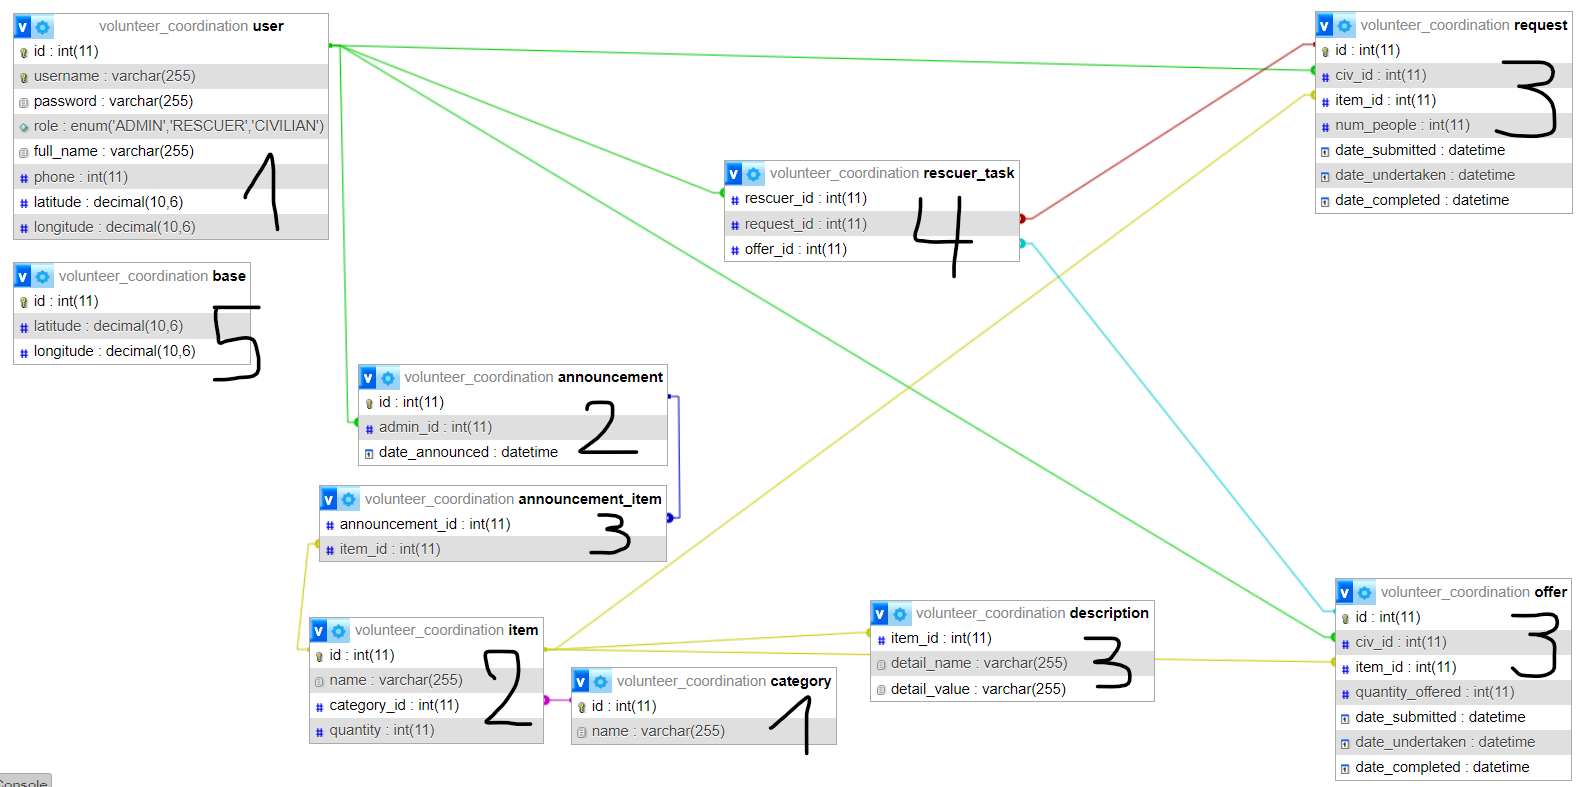 volunteer_coordination user
id : int(11)
username : varchar(255)
password : varchar(255)
role : enum('ADMIN','RESCUER','CIVILIAN')
full_name : varchar(255)
phone : int(11)
latitude : decimal(10,6)
longitude : decimal(10,6)
1
volunteer_coordination request
id : int(11)
civ_id : int(11)
item_id : int(11)
num_people : int(11)
date_submitted : datetime
date_undertaken : datetime
date_completed : datetime
3
volunteer_coordination rescuer_task
rescuer_id : int(11)
request_id : int(11)
offer_id : int(11)
4
volunteer_coordination base
id : int(11)
latitude : decimal(10,6)
longitude : decimal(10,6)
5
volunteer_coordination announcement
id : int(11)
admin_id : int(11)
date_announced : datetime
2
volunteer_coordination announcement_item
announcement_id : int(11)
item_id : int(11)
3
volunteer_coordination item
id : int(11)
name : varchar(255)
category_id : int(11)
quantity : int(11)
2
volunteer_coordination category
id : int(11)
name : varchar(255)
1
volunteer_coordination description
item_id : int(11)
detail_name : varchar(255)
detail_value : varchar(255)
3
volunteer_coordination offer
id : int(11)
civ_id : int(11)
item_id : int(11)
quantity_offered : int(11)
date_submitted : datetime
date_undertaken : datetime
date_completed : datetime
3
Console